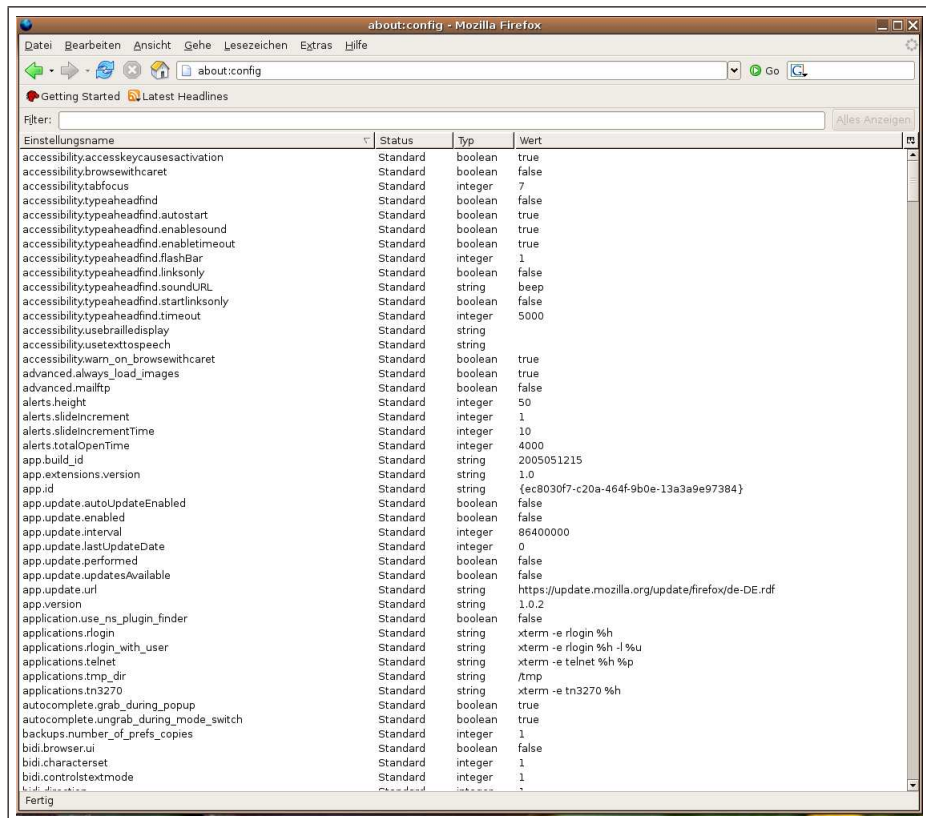 about:config - Mozilla Firefox
Datei Bearbeiten Ansicht Gehe Lesezeichen Extras Hilfe
about:config Go G
Getting Started Latest Headlines
Filter: Alles Anzeigen
Einstellungsname Status Typ Wert
accessibility.accesskeycausesactivation Standard boolean true
accessibility.browsewithcaret Standard boolean false
accessibility.tabfocus Standard integer 7
accessibility.typeaheadfind Standard boolean false
accessibility.typeaheadfind.autostart Standard boolean true
accessibility.typeaheadfind.enablesound Standard boolean true
accessibility.typeaheadfind.enabletimeout Standard boolean true
accessibility.typeaheadfind.flashBar Standard integer 1
accessibility.typeaheadfind.linksonly Standard boolean false
accessibility.typeaheadfind.soundURL Standard string beep
accessibility.typeaheadfind.startlinksonly Standard boolean false
accessibility.typeaheadfind.timeout Standard integer 5000
accessibility.usebrailledisplay Standard string
accessibility.usetexttospeech Standard string
accessibility.warn_on_browsewithcaret Standard boolean true
advanced.always_load_images Standard boolean true
advanced.mailftp Standard boolean false
alerts.height Standard integer 50
alerts.slideIncrement Standard integer 1
alerts.slideIncrementTime Standard integer 10
alerts.totalOpenTime Standard integer 4000
app.build_id Standard string 2005051215
app.extensions.version Standard string 1.0
app.id Standard string {ec8030f7-c20a-464f-9b0e-13a3a9e97384}
app.update.autoUpdateEnabled Standard boolean false
app.update.enabled Standard boolean false
app.update.interval Standard integer 86400000
app.update.lastUpdateDate Standard integer 0
app.update.performed Standard boolean false
app.update.updatesAvailable Standard boolean false
app.update.url Standard string https://update.mozilla.org/update/firefox/de-DE.rdf
app.version Standard string 1.0.2
application.use_ns_plugin_finder Standard boolean false
applications.rlogin Standard string xterm -e rlogin %h
applications.rlogin_with_user Standard string xterm -e rlogin %h -l %u
applications.telnet Standard string xterm -e telnet %h %p
applications.tmp_dir Standard string /tmp
applications.tn3270 Standard string xterm -e tn3270 %h
autocomplete.grab_during_popup Standard boolean true
autocomplete.ungrab_during_mode_switch Standard boolean true
backups.number_of_prefs_copies Standard integer 1
bidi.browser.ui Standard boolean false
bidi.characterset Standard integer 1
bidi.controlstextmode Standard integer 1
bidi.direction Standard integer 1
Fertig